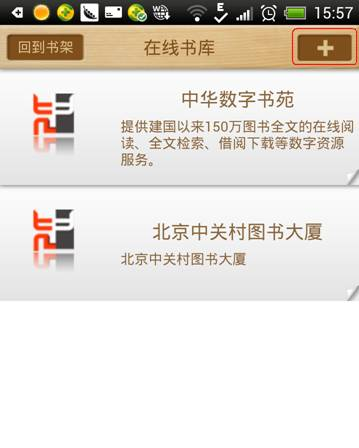 15:57
回到书架
在线书库
+
中华数字书苑
提供建国以来150万图书全文的在线阅
读、全文检索、借阅下载等数字资源
服务。
北京中关村图书大厦
北京中关村图书大厦